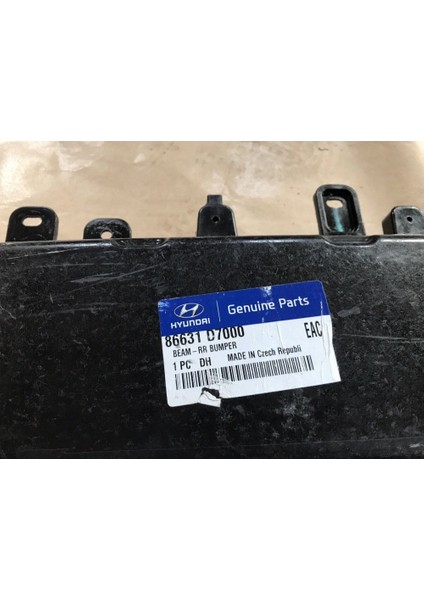 HYUNDAI
Genuine Parts
86631 D7000
BEAM-RR BUMPER
EAC
1 PC DH MADE IN Czech Republi